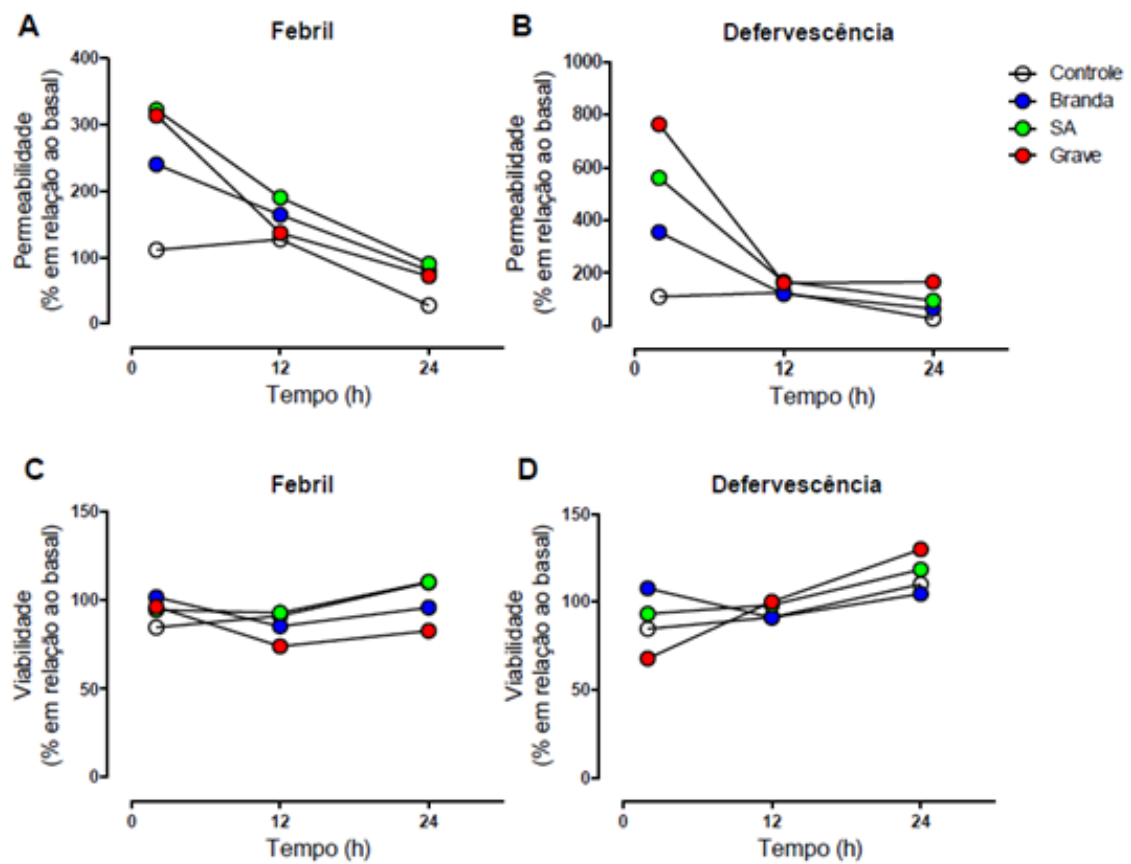 A
Febril
Permeabilidade
(% em relação ao basal)
400
300
200
100
0
0
12
24
Tempo (h)
B
Defervescência
Permeabilidade
(% em relação ao basal)
1000
800
600
400
200
0
0
12
24
Tempo (h)
Controle
Branda
SA
Grave
C
Febril
Viabilidade
(% em relação ao basal)
150
100
50
0
0
12
24
Tempo (h)
D
Defervescência
Viabilidade
(% em relação ao basal)
150
100
50
0
0
12
24
Tempo (h)